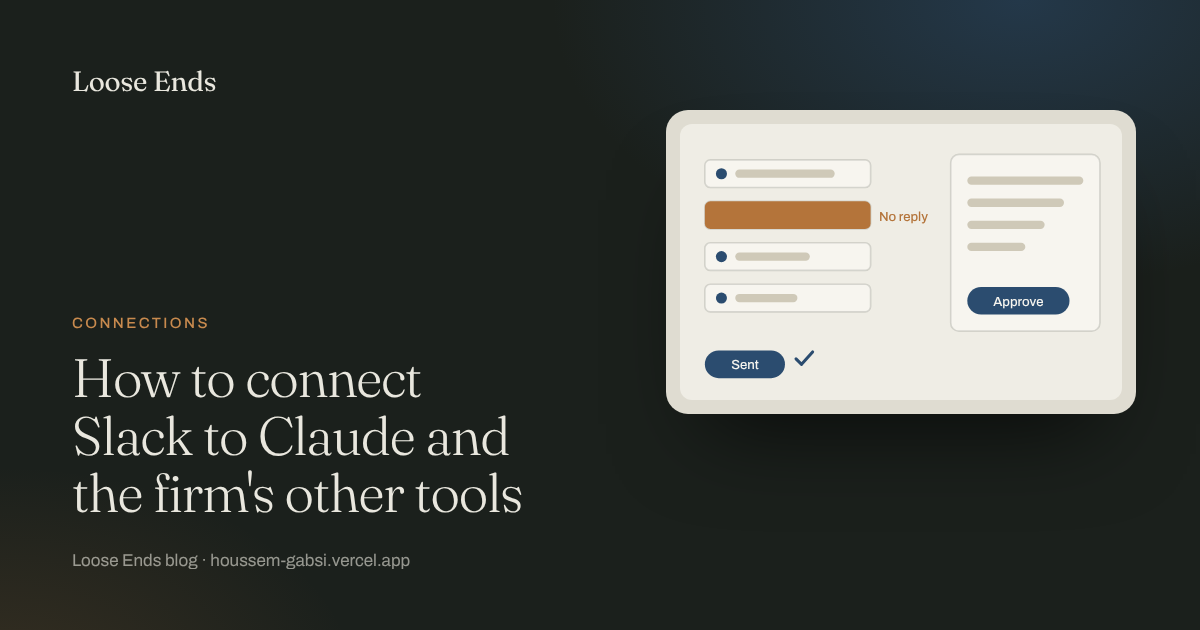 Loose Ends
CONNECTIONS
How to connect
Slack to Claude and
the firm's other tools
Loose Ends blog · houssem-gabsi.vercel.app
No reply
Approve
Sent